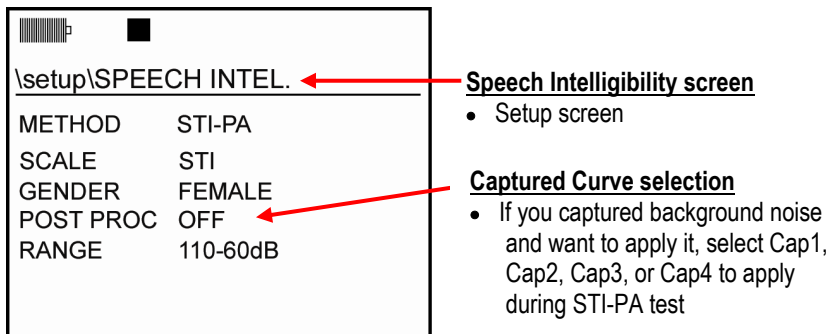 \setup\SPEECH INTEL.
METHOD STI-PA
SCALE STI
GENDER FEMALE
POST PROC OFF
RANGE 110-60dB
Speech Intelligibility screen
• Setup screen
Captured Curve selection
• If you captured background noise
and want to apply it, select Cap1,
Cap2, Cap3, or Cap4 to apply
during STI-PA test